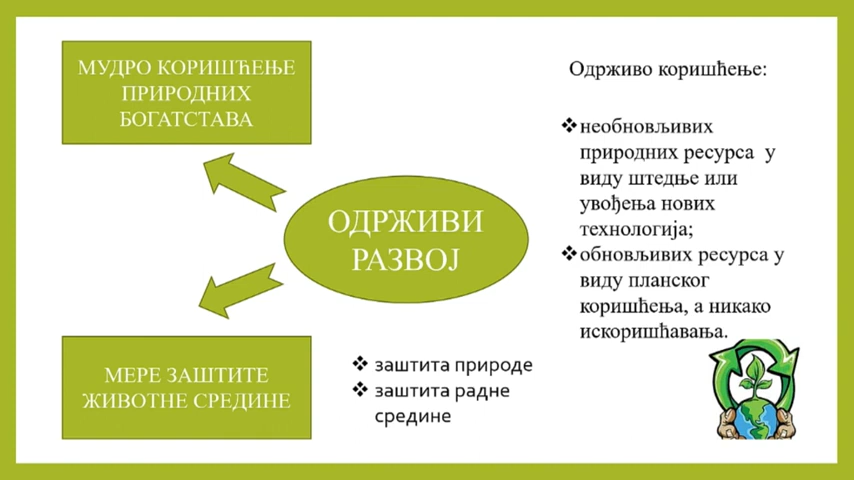 МУДРО КОРИШЋЕЊЕ
ПРИРОДНИХ
БОГАТСТАВА
ОДРЖИВИ
РАЗВОЈ
МЕРЕ ЗАШТИТЕ
ЖИВОТНЕ СРЕДИНЕ
❖ заштита природе
❖ заштита радне
средине
Одрживо коришћење:
❖необновљивих
природних ресурса у
виду штедње или
увођења нових
технологија;
❖обновљивих ресурса у
виду планског
коришћења, а никако
искоришћавања.